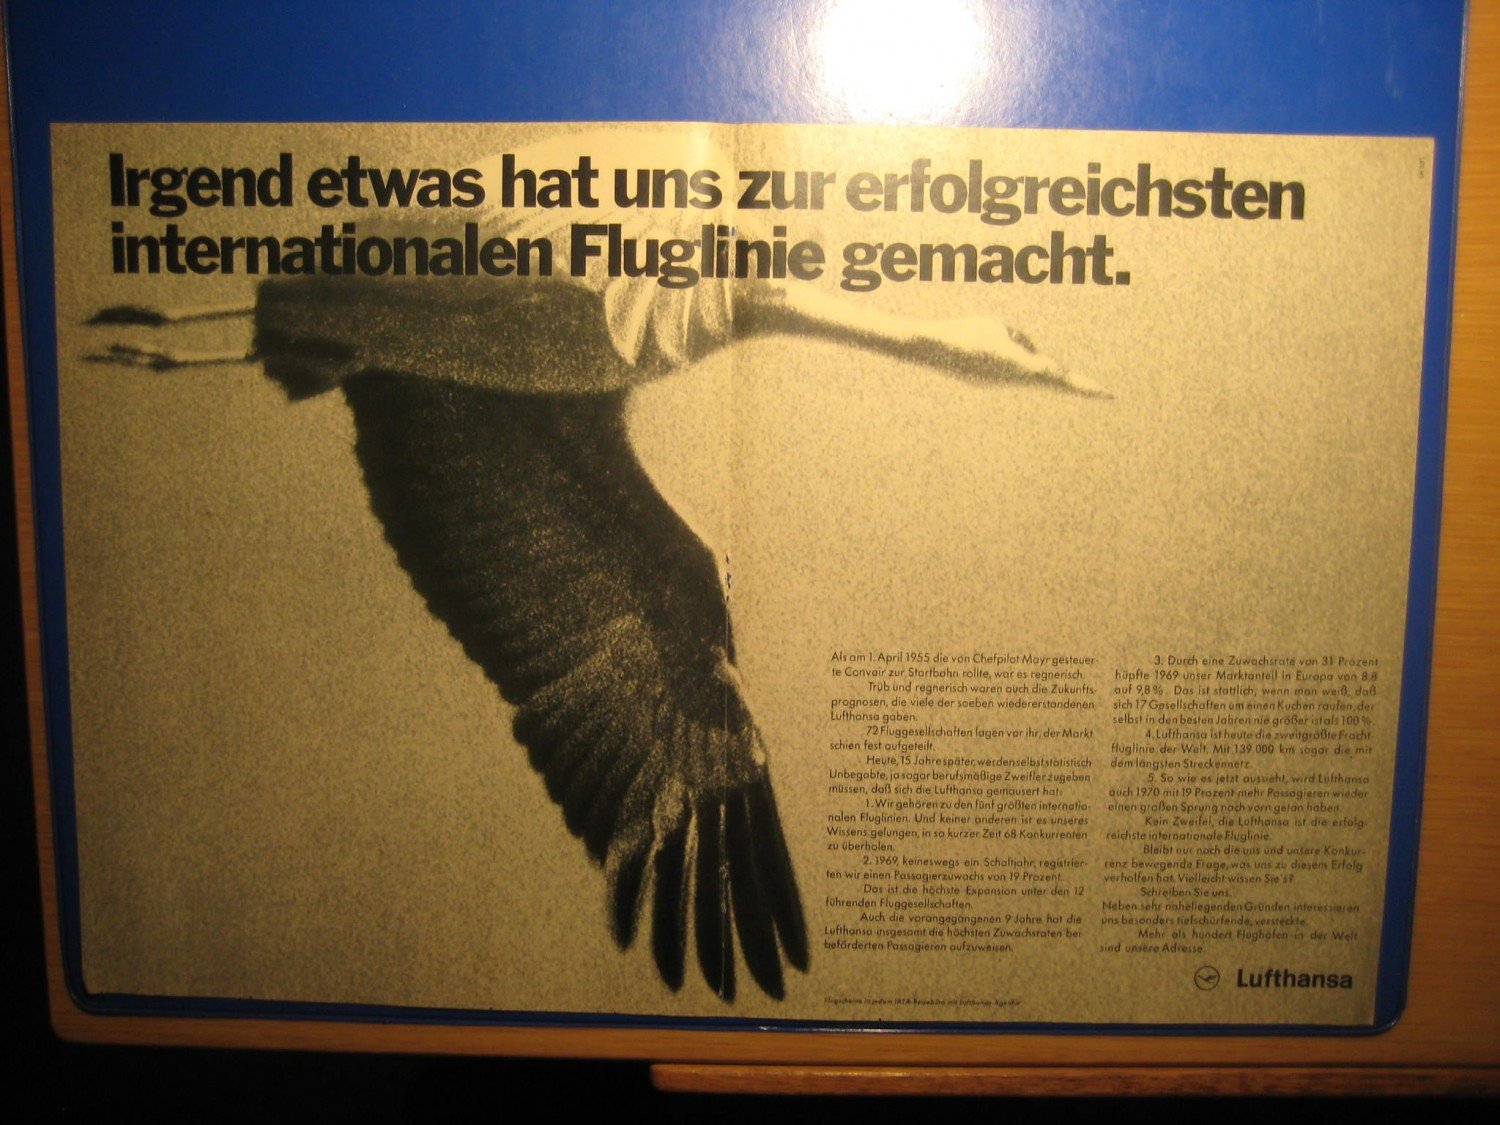 Irgend etwas hat uns zur erfolgreichsten
internationalen Fluglinie gemacht.
Als am 1. April 1955 die von Chefpilot Mayr gesteuer-
te Convair zur Startbahn rollte, war es regnerisch.
Trüb und regnerisch waren auch die Zukunfts-
prognosen, die viele der soeben wiedererstandenen
Lufthansa gaben.
72 Fluggesellschaften lagen vor ihr, der Markt
schien fest aufgeteilt.
Heute, 15 Jahre später, werden selbst statistisch
Unbegabte, ja sogar berufsmäßige Zweifler zugeben
müssen, daß sich die Lufthansa gemausert hat:
1. Wir gehören zu den fünf größten internatio-
nalen Fluglinien. Und keiner anderen ist es unseres
Wissens gelungen, in so kurzer Zeit 68 Konkurrenten
zu überholen.
2. 1969, keineswegs ein Schaltjahr, registrier-
ten wir einen Passagierzuwachs von 19 Prozent.
Das ist die höchste Expansion unter den 12
führenden Fluggesellschaften.
Auch die vorangegangenen 9 Jahre hat die
Lufthansa insgesamt die höchsten Zuwachsraten bei
beförderten Passagieren aufzuweisen.
3. Durch eine Zuwachsrate von 31 Prozent
hüpfte 1969 unser Marktanteil in Europa von 8,8
auf 9,8%. Das ist stattlich, wenn man weiß, daß
sich 17 Gesellschaften um einen Kuchen raufen, der
selbst in den besten Jahren nie größer ist als 100%.
4. Lufthansa ist heute die zweitgrößte Fracht-
fluglinie der Welt. Mit 139 000 km sogar die mit
dem längsten Streckennetz.
5. So wie es jetzt aussieht, wird Lufthansa
auch 1970 mit 19 Prozent mehr Passagieren wieder
einen großen Sprung nach vorn getan haben.
Kein Zweifel, die Lufthansa ist die erfolg-
reichste internationale Fluglinie.
Bleibt nur noch die uns und unsere Konkur-
renz bewegende Frage, was uns zu diesem Erfolg
verholfen hat. Vielleicht wissen Sie's?
Schreiben Sie uns.
Neben sehr naheliegenden Gründen interessieren
uns besonders tiefschürfende, versteckte.
Mehr als hundert Flughäfen in der Welt
sind unsere Adresse.
Lufthansa
Flugscheine in jedem IATA-Reisebüro mit Lufthansa Agentur